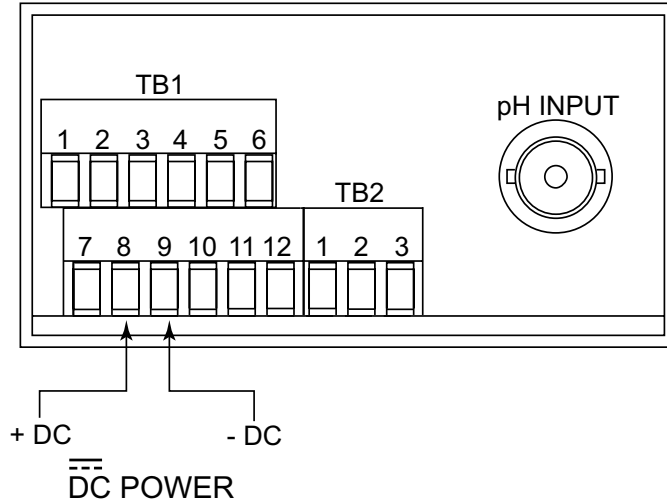 TB1
pH INPUT
1 2 3 4 5 6
TB2
7 8 9 10 11 12 1 2 3
+ DC - DC
DC POWER